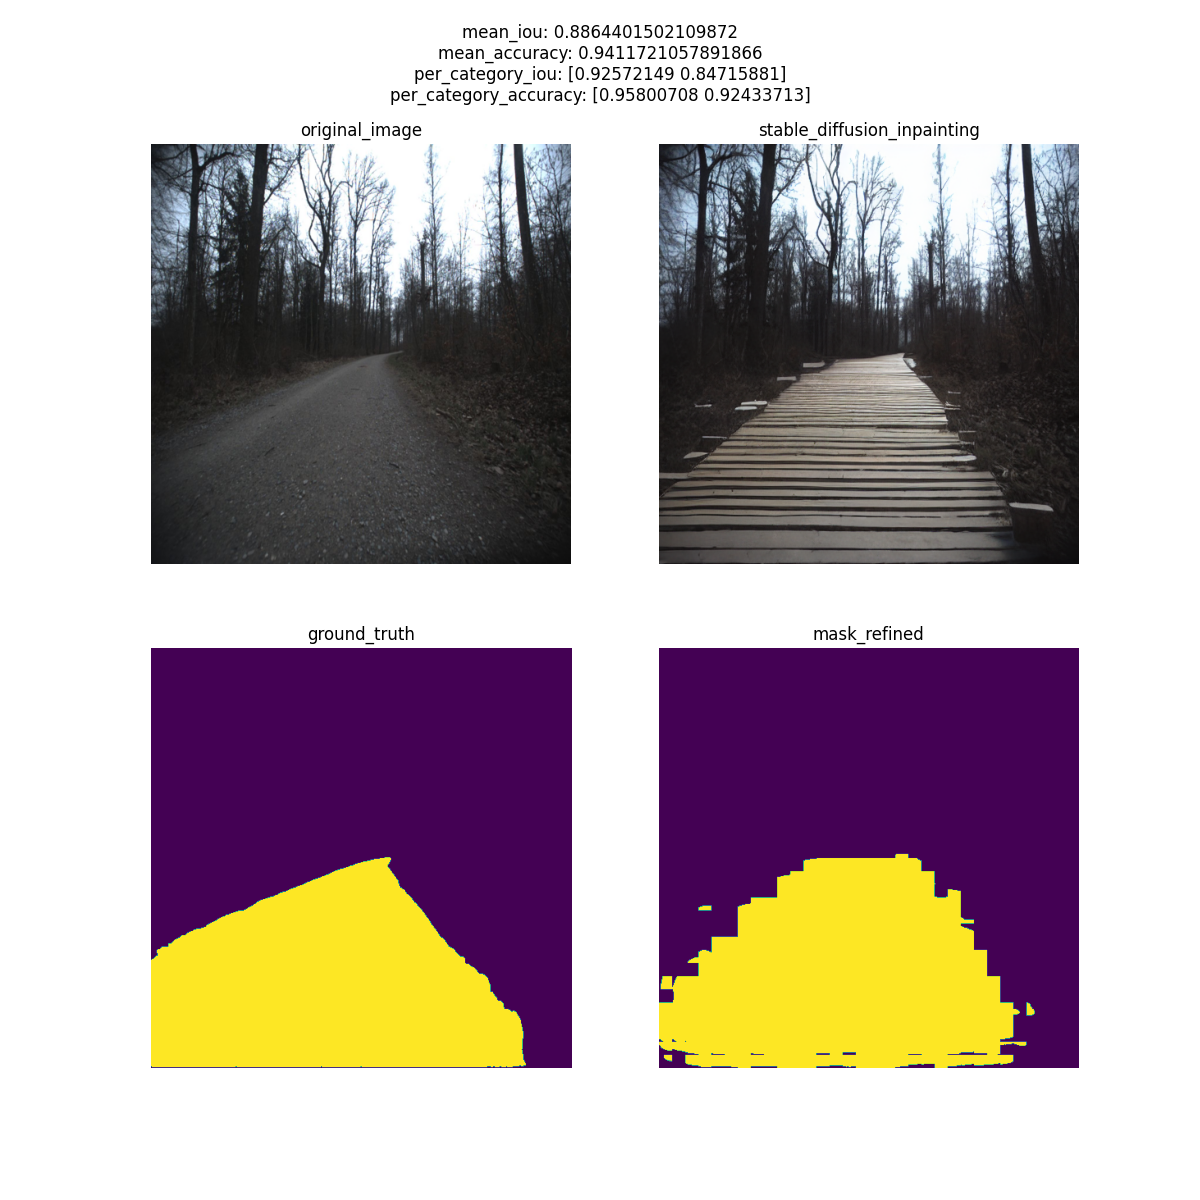 mean_iou: 0.8864401502109872
mean_accuracy: 0.9411721057891866
per_category_iou: [0.92572149 0.84715881]
per_category_accuracy: [0.95800708 0.92433713]
original_image
stable_diffusion_inpainting
ground_truth
mask_refined